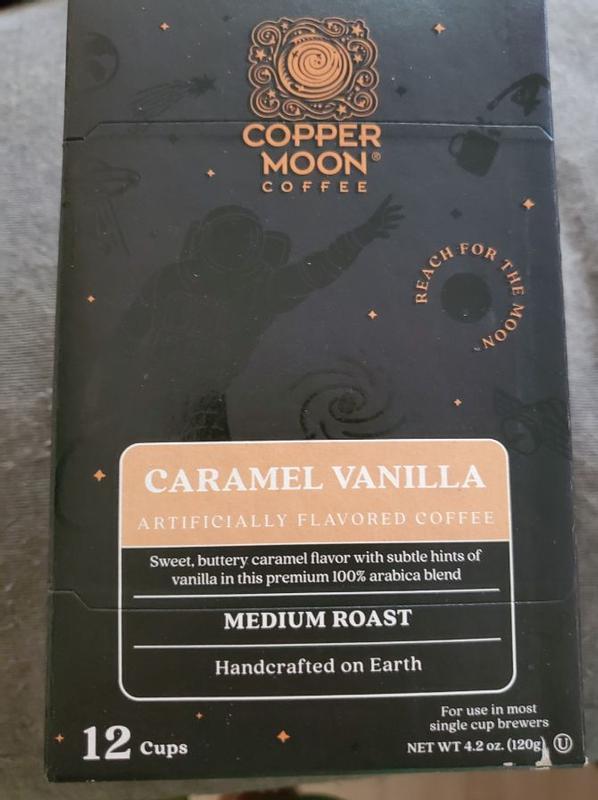 COPPER
MOON®
COFFEE
REACH FOR THE MOON™
CARAMEL VANILLA
ARTIFICIALLY FLAVORED COFFEE
Sweet, buttery caramel flavor with subtle hints of
vanilla in this premium 100% arabica blend
MEDIUM ROAST
Handcrafted on Earth
For use in most
single cup brewers
12 Cups
NET WT 4.2 oz. (120g) U